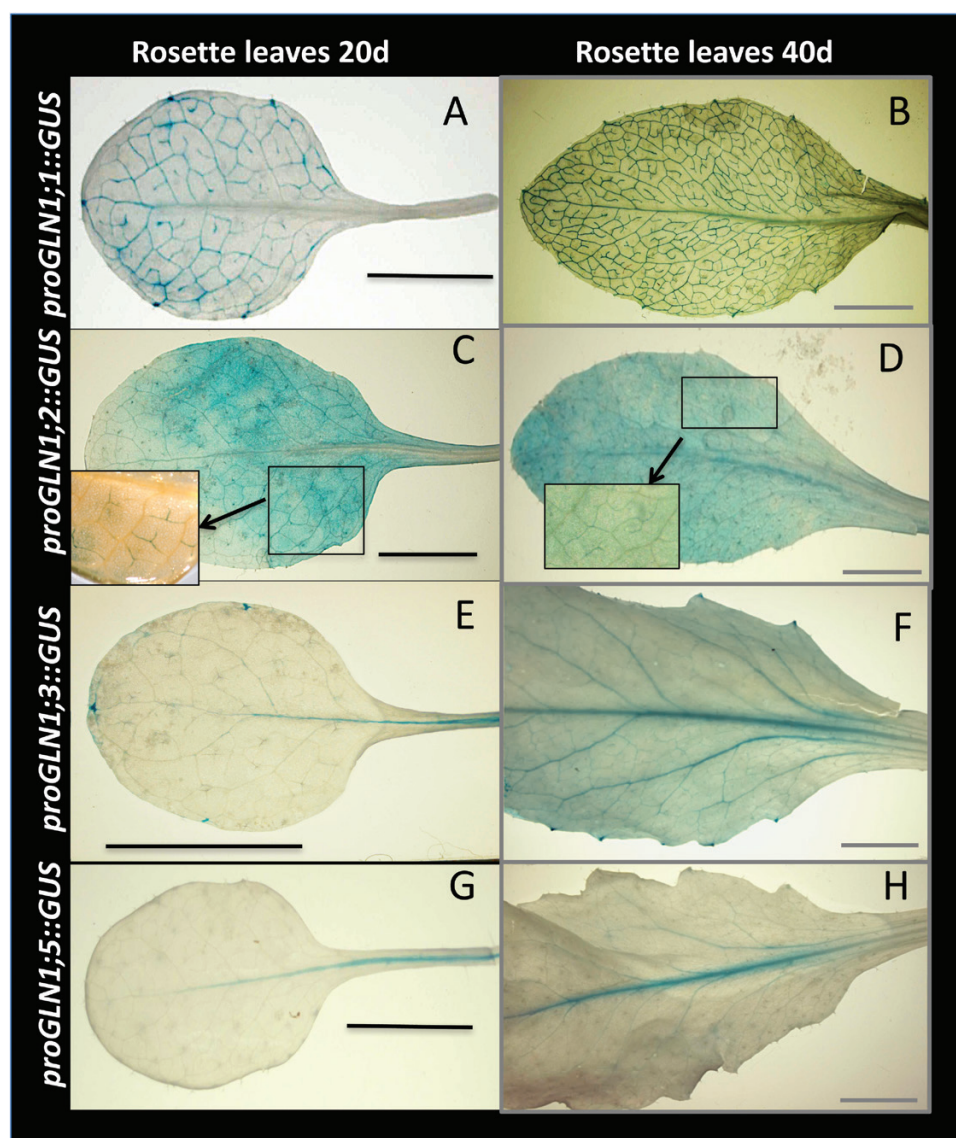 Rosette leaves 20d
Rosette leaves 40d
proGLN1;1::GUS
A
B
proGLN1;2::GUS
C
D
proGLN1;3::GUS
E
F
proGLN1;5::GUS
G
H